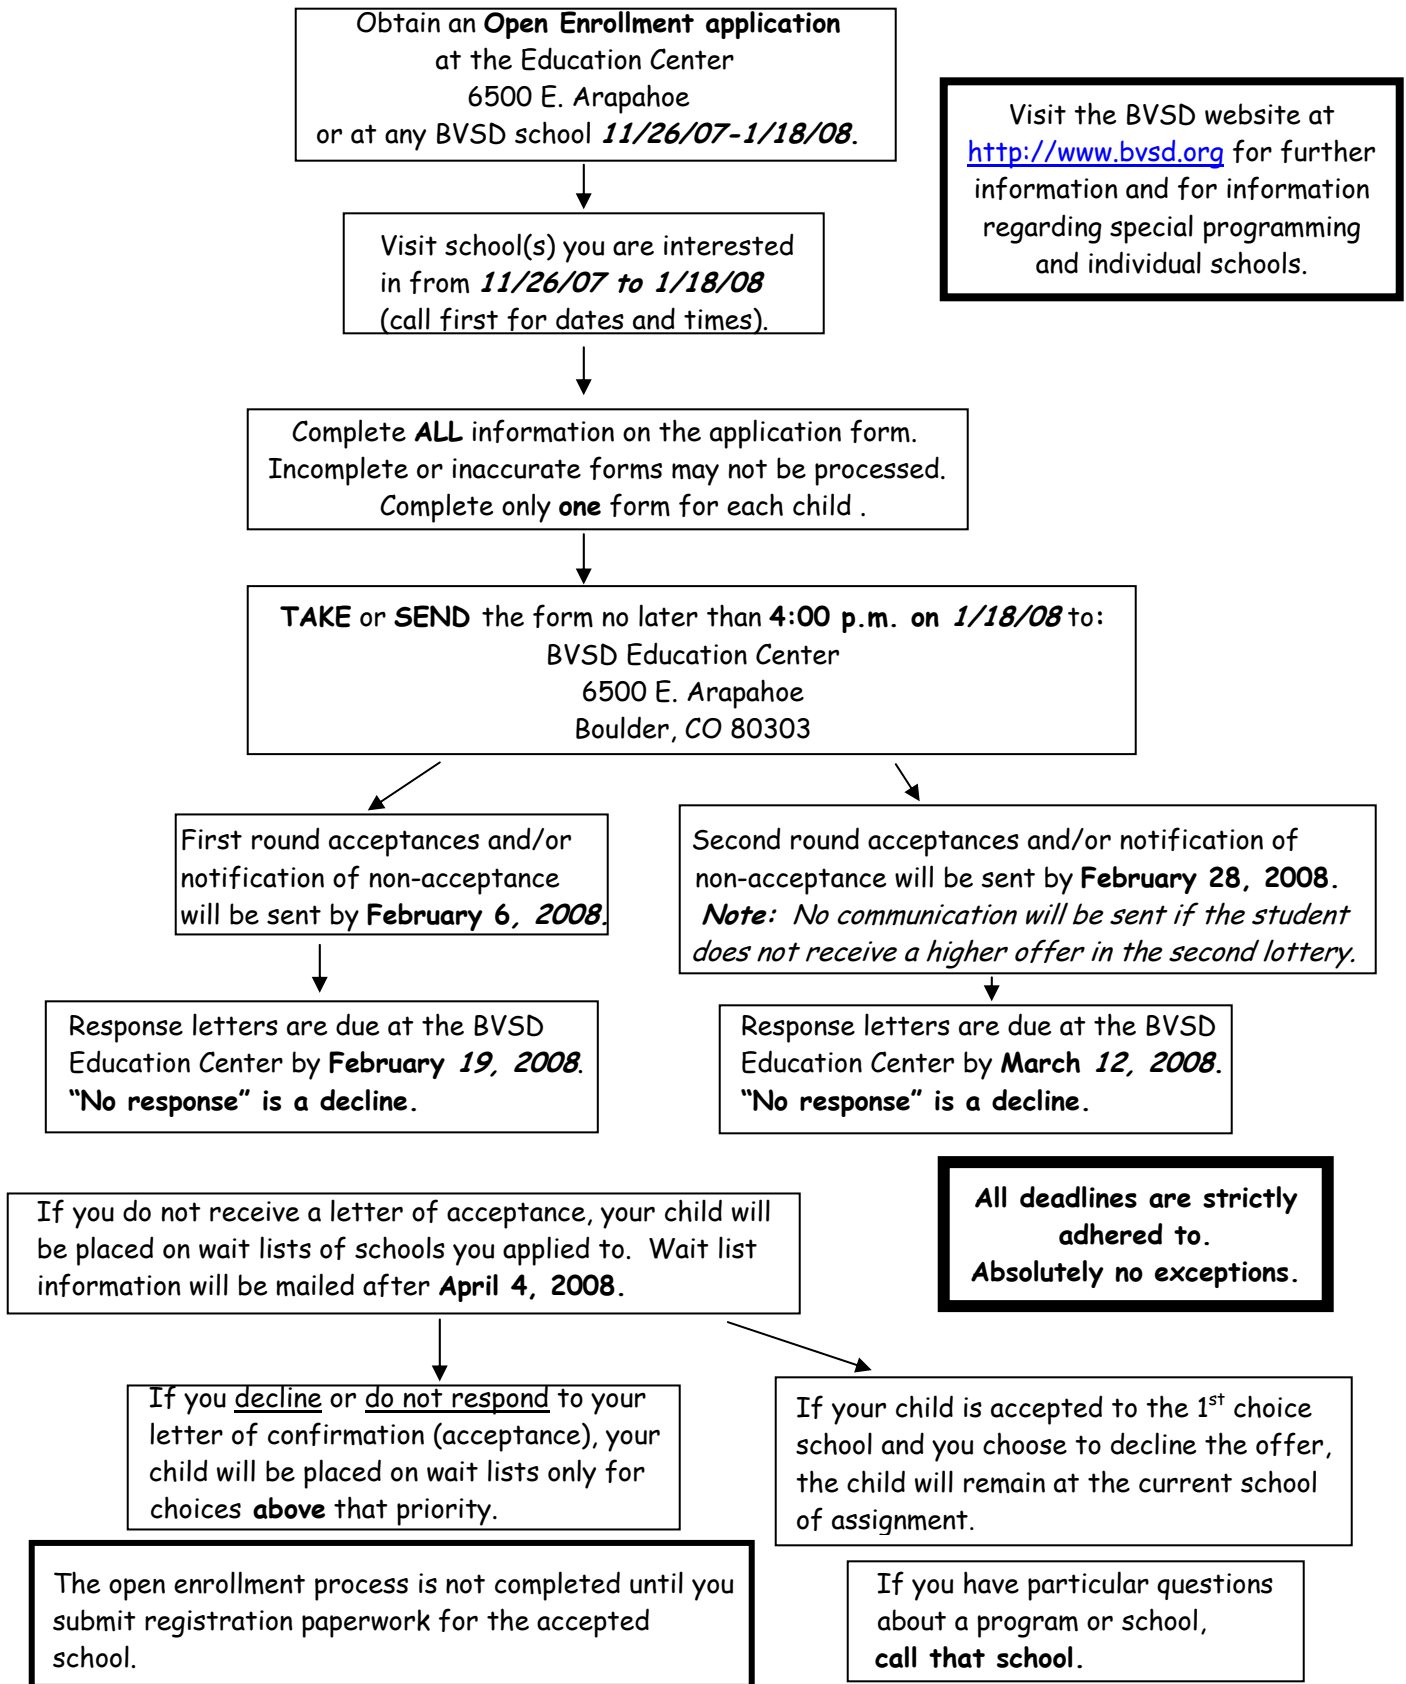 Obtain an Open Enrollment application
at the Education Center
6500 E. Arapahoe
or at any BVSD school 11/26/07-1/18/08.
Visit the BVSD website at
http://www.bvsd.org for further
information and for information
regarding special programming
and individual schools.
Visit school(s) you are interested
in from 11/26/07 to 1/18/08
(call first for dates and times).
Complete ALL information on the application form.
Incomplete or inaccurate forms may not be processed.
Complete only one form for each child .
TAKE or SEND the form no later than 4:00 p.m. on 1/18/08 to:
BVSD Education Center
6500 E. Arapahoe
Boulder, CO 80303
First round acceptances and/or
notification of non-acceptance
will be sent by February 6, 2008.
Second round acceptances and/or notification of
non-acceptance will be sent by February 28, 2008.
Note: No communication will be sent if the student
does not receive a higher offer in the second lottery.
Response letters are due at the BVSD
Education Center by February 19, 2008.
“No response” is a decline.
Response letters are due at the BVSD
Education Center by March 12, 2008.
“No response” is a decline.
All deadlines are strictly
adhered to.
Absolutely no exceptions.
If you do not receive a letter of acceptance, your child will
be placed on wait lists of schools you applied to. Wait list
information will be mailed after April 4, 2008.
If you decline or do not respond to your
letter of confirmation (acceptance), your
child will be placed on wait lists only for
choices above that priority.
If your child is accepted to the 1st choice
school and you choose to decline the offer,
the child will remain at the current school
of assignment.
The open enrollment process is not completed until you
submit registration paperwork for the accepted
school.
If you have particular questions
about a program or school,
call that school.